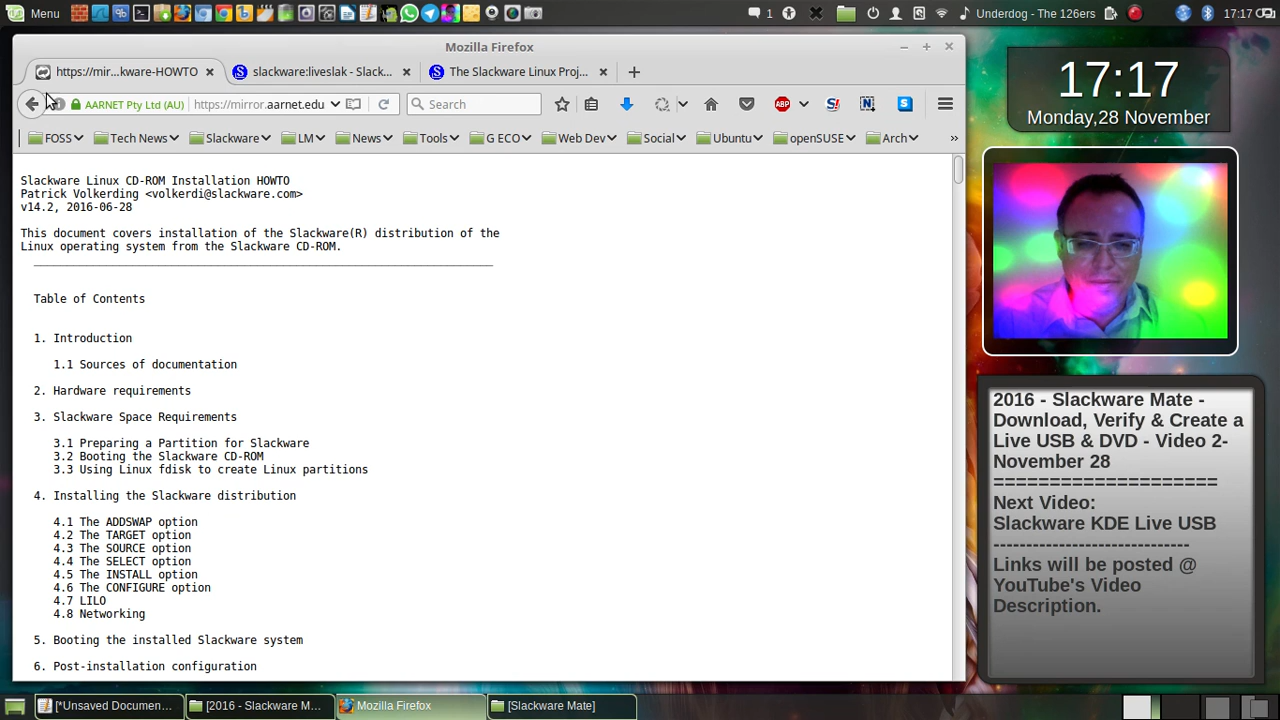 Menu
1
Underdog - The 126ers
17:17
Mozilla Firefox
https://mir...kware-HOWTO
slackware:liveslak - Slack...
The Slackware Linux Proj...
AARNET Pty Ltd (AU)
https://mirror.aarnet.edu
Search
ABP
FOSS
Tech News
Slackware
LM
News
Tools
G ECO
Web Dev
Social
Ubuntu
openSUSE
Arch
»
Slackware Linux CD-ROM Installation HOWTO
Patrick Volkerding <volkerdi@slackware.com>
v14.2, 2016-06-28
This document covers installation of the Slackware(R) distribution of the
Linux operating system from the Slackware CD-ROM.
Table of Contents
1. Introduction
1.1 Sources of documentation
2. Hardware requirements
3. Slackware Space Requirements
3.1 Preparing a Partition for Slackware
3.2 Booting the Slackware CD-ROM
3.3 Using Linux fdisk to create Linux partitions
4. Installing the Slackware distribution
4.1 The ADDSWAP option
4.2 The TARGET option
4.3 The SOURCE option
4.4 The SELECT option
4.5 The INSTALL option
4.6 The CONFIGURE option
4.7 LILO
4.8 Networking
5. Booting the installed Slackware system
6. Post-installation configuration
17:17
Monday,28 November
2016 - Slackware Mate -
Download, Verify & Create a
Live USB & DVD - Video 2-
November 28
=====================
Next Video:
Slackware KDE Live USB
----------------------------
Links will be posted @
YouTube's Video
Description.
[*Unsaved Documen...
[2016 - Slackware M...
Mozilla Firefox
[Slackware Mate]